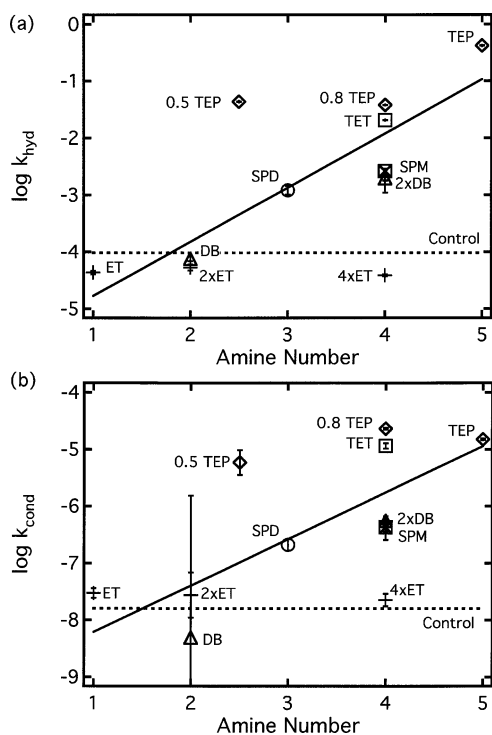 (a)
0
TEP
-1
0.5 TEP
0.8 TEP
TET
-2
SPM
SPD
2xDB
-3
log k_hyd
Control
-4
DB
ET
2xET
4xET
-5
1 2 3 4 5
Amine Number
(b)
-4
0.8 TEP
TEP
TET
-5
0.5 TEP
-6
2xDB
SPD
SPM
log k_cond
-7
ET
2xET
4xET
-8
Control
DB
-9
1 2 3 4 5
Amine Number